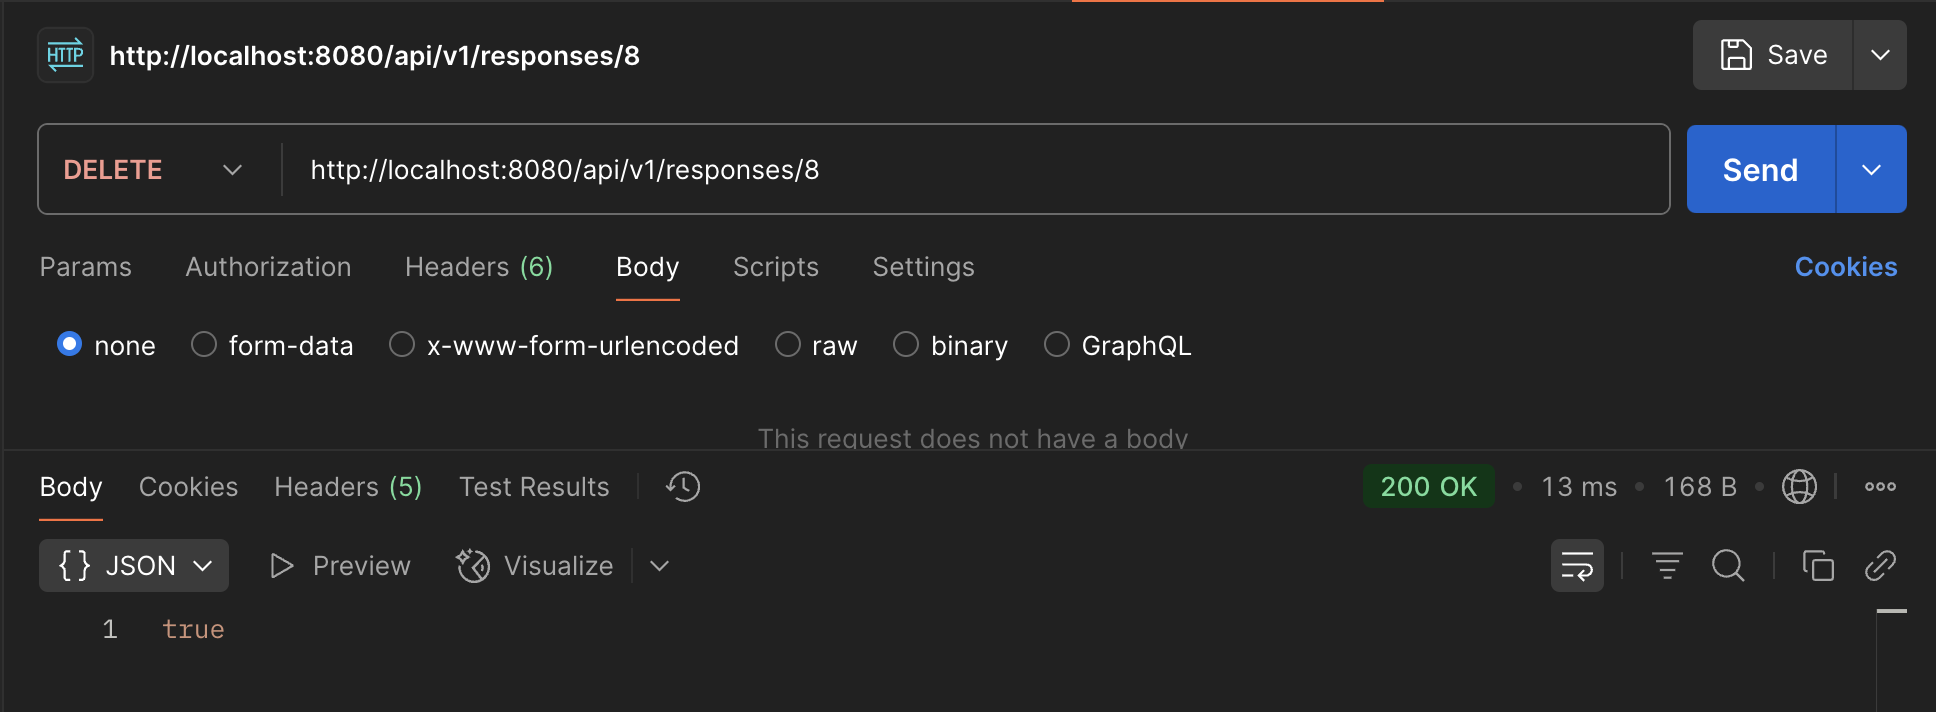 HTTP http://localhost:8080/api/v1/responses/8 Save
DELETE http://localhost:8080/api/v1/responses/8 Send
Params Authorization Headers (6) Body Scripts Settings Cookies
none form-data x-www-form-urlencoded raw binary GraphQL
This request does not have a body
Body Cookies Headers (5) Test Results 200 OK • 13 ms • 168 B •
{} JSON Preview Visualize
1 true